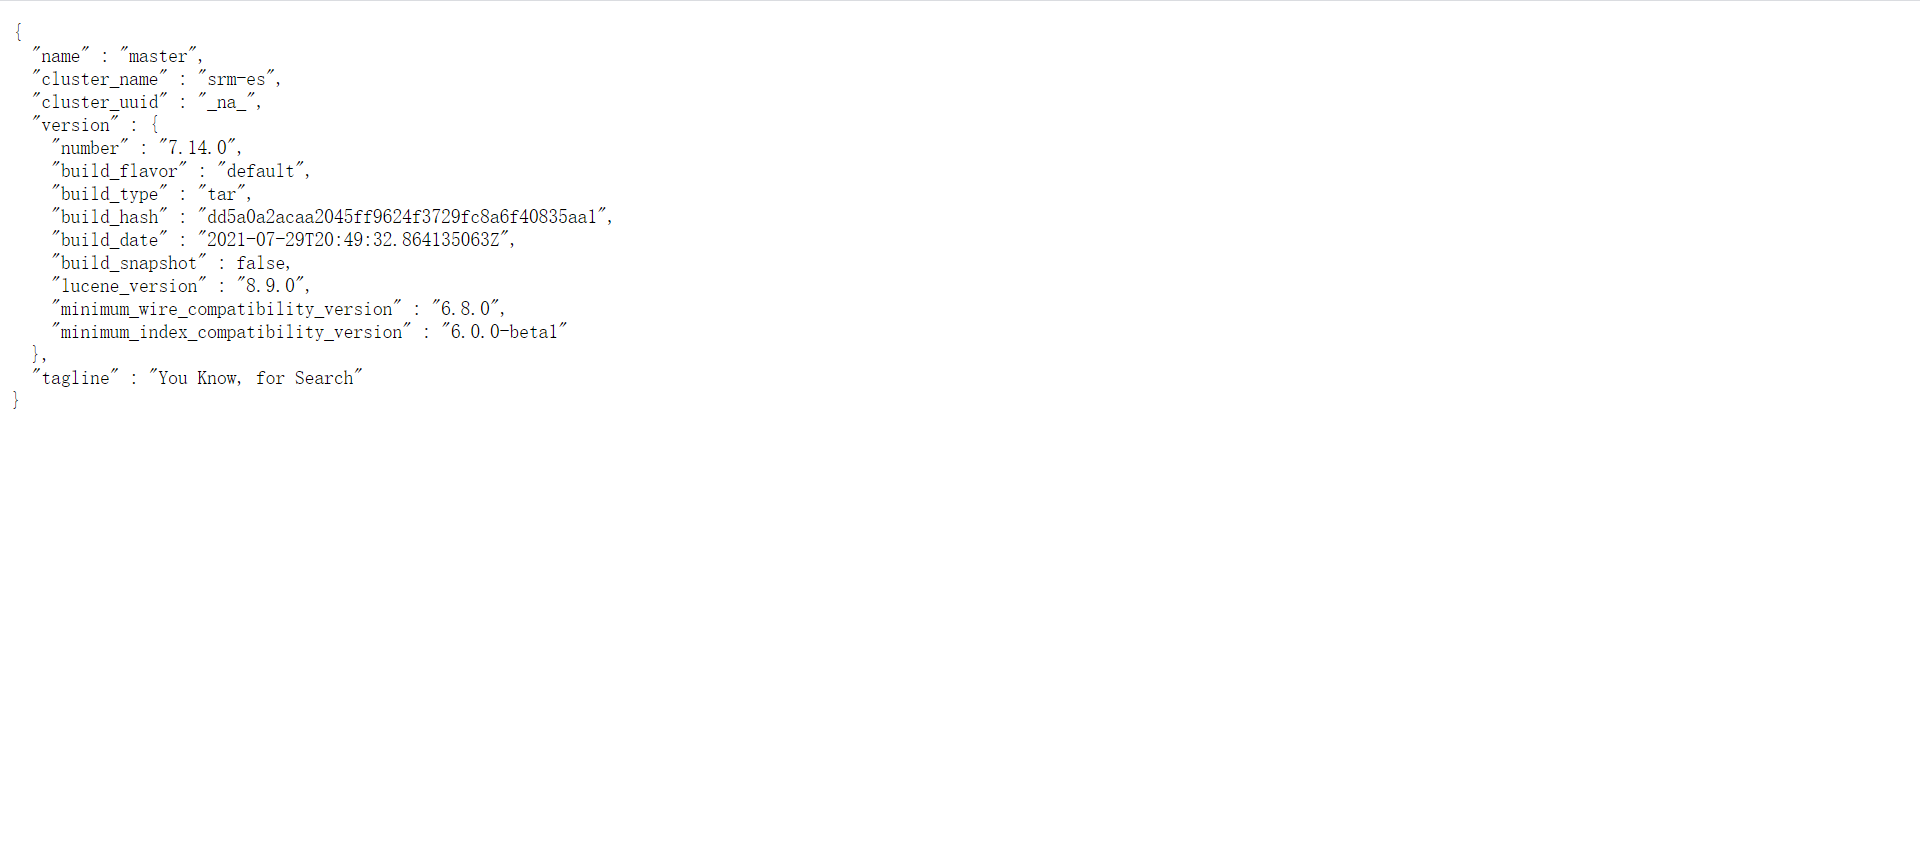 {
"name" : "master",
"cluster_name" : "srm-es",
"cluster_uuid" : "_na_",
"version" : {
"number" : "7.14.0",
"build_flavor" : "default",
"build_type" : "tar",
"build_hash" : "dd5a0a2acaa2045ff9624f3729fc8a6f40835aa1",
"build_date" : "2021-07-29T20:49:32.864135063Z",
"build_snapshot" : false,
"lucene_version" : "8.9.0",
"minimum_wire_compatibility_version" : "6.8.0",
"minimum_index_compatibility_version" : "6.0.0-beta1"
},
"tagline" : "You Know, for Search"
}